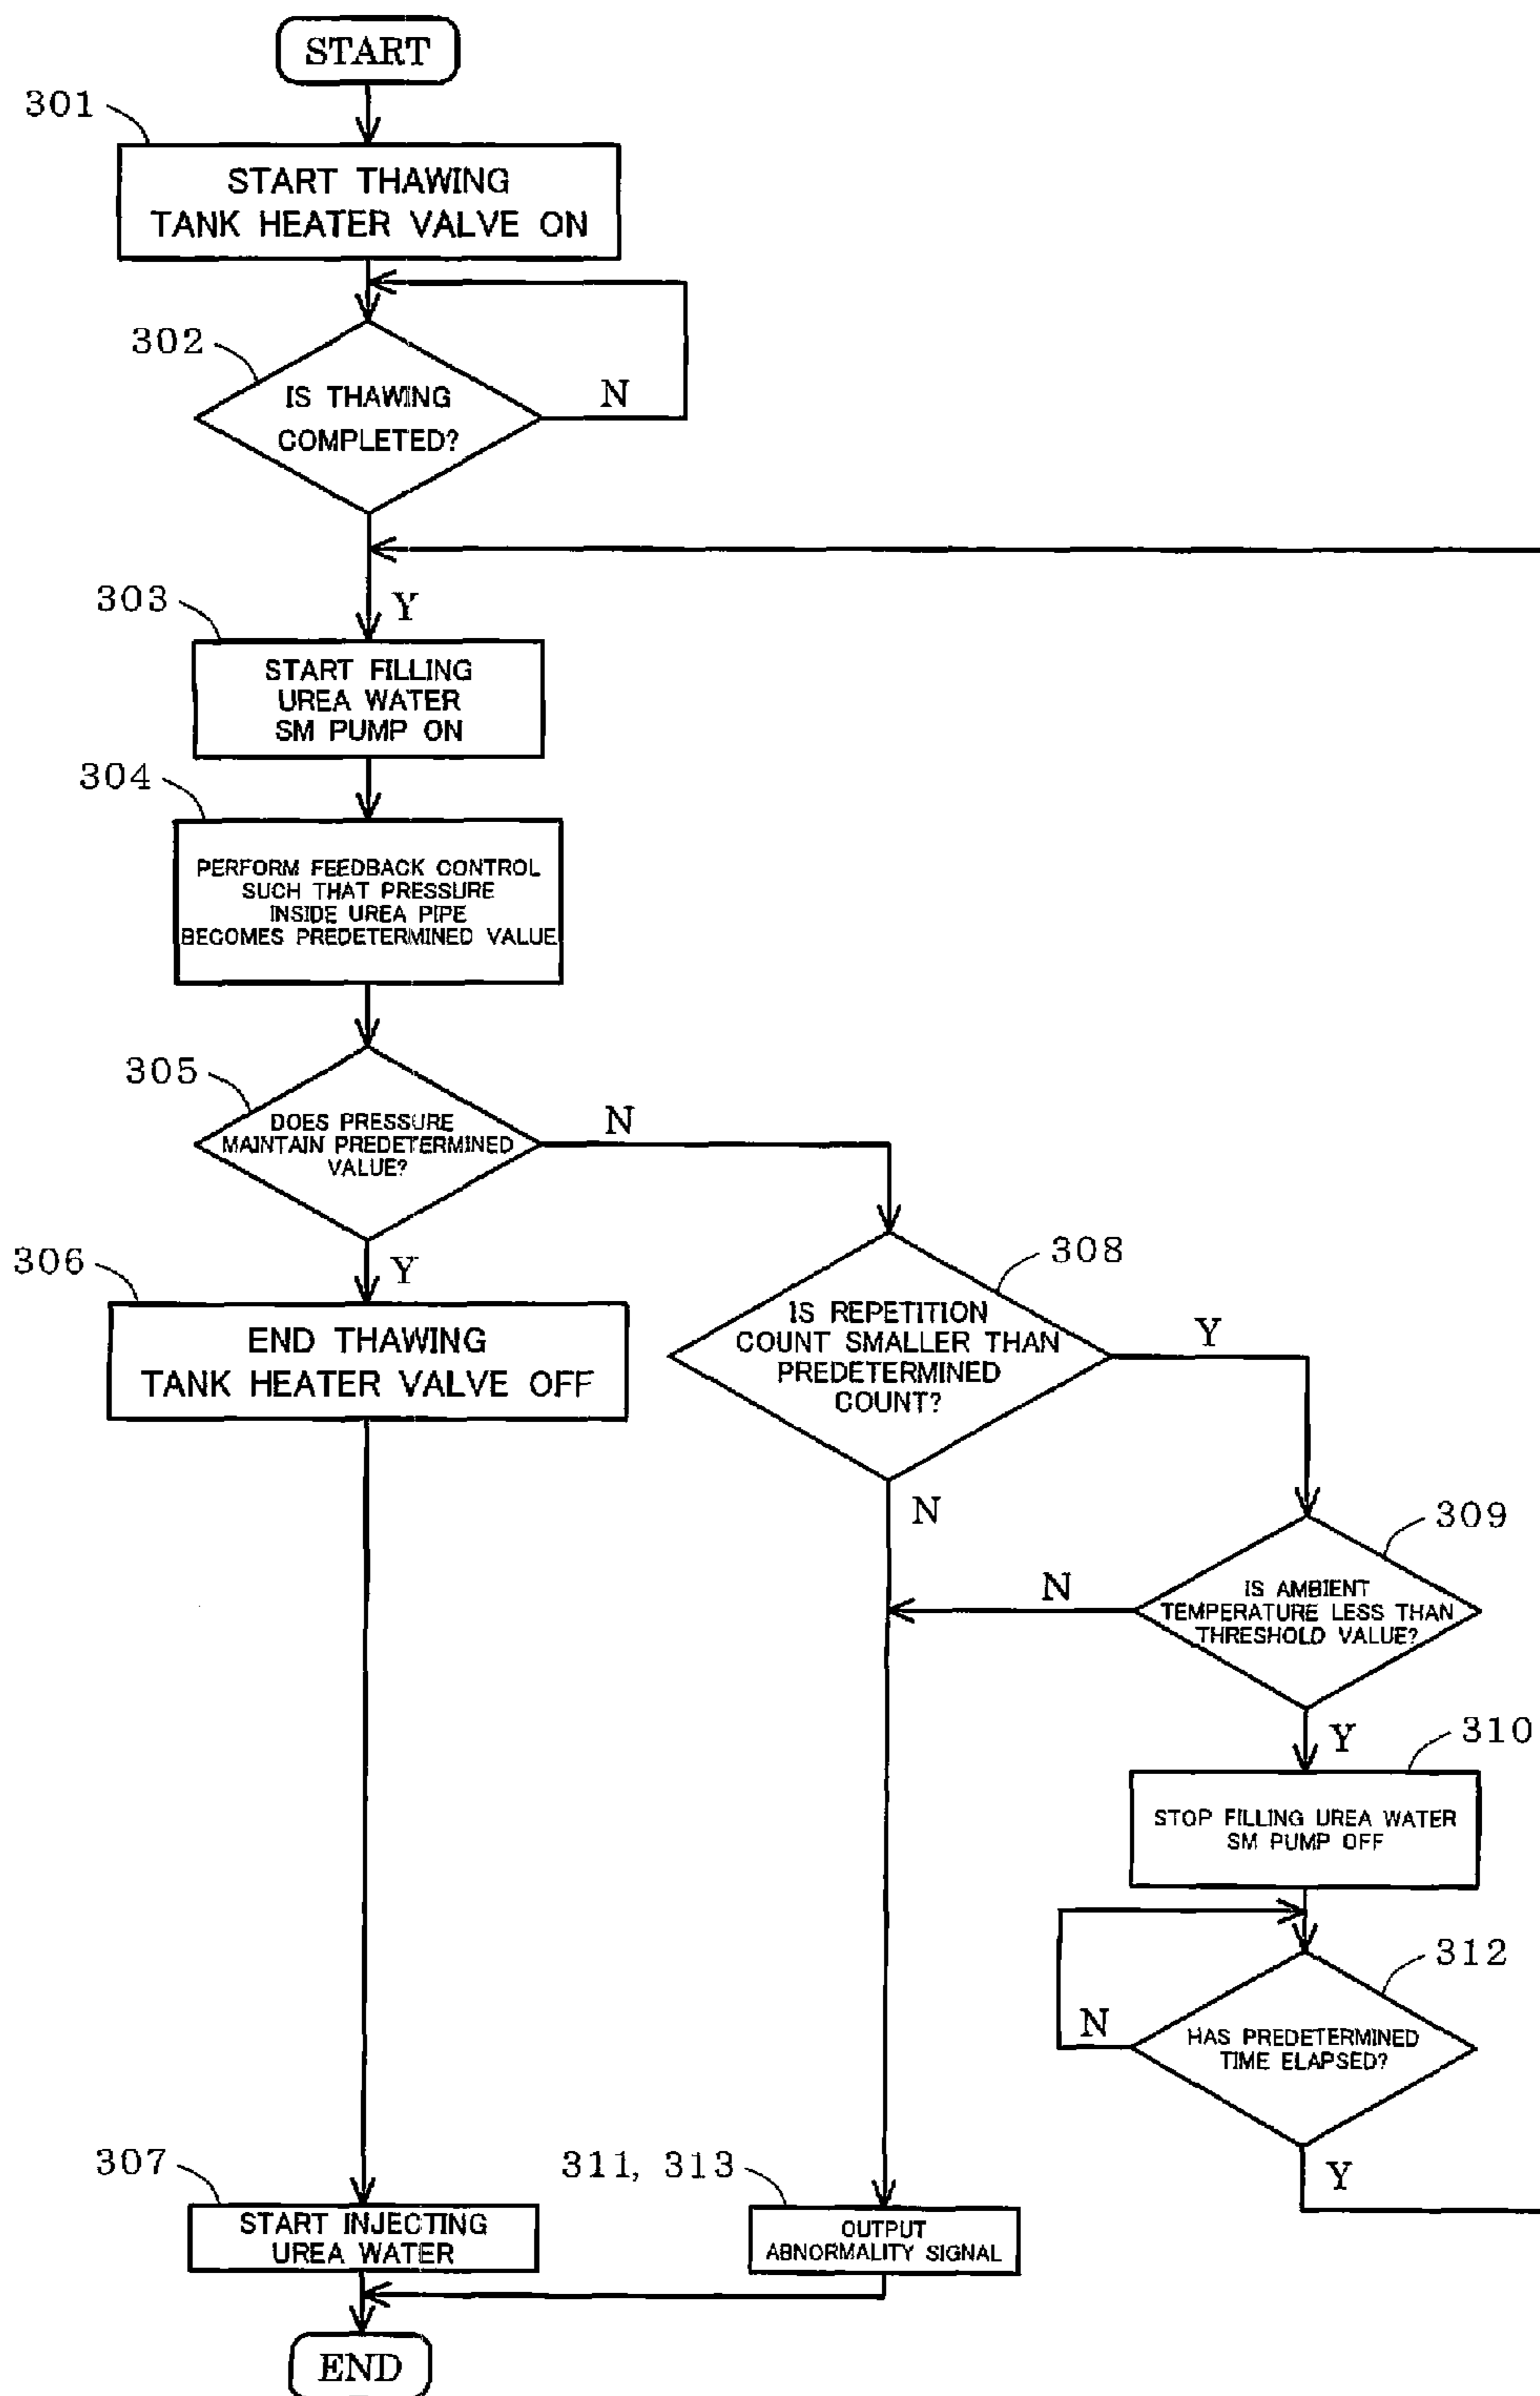 START
301
START THAWING
TANK HEATER VALVE ON
302
IS THAWING
COMPLETED?
N
303
Y
START FILLING
UREA WATER
SM PUMP ON
304
PERFORM FEEDBACK CONTROL
SUCH THAT PRESSURE
INSIDE UREA PIPE
BECOMES PREDETERMINED VALUE
305
DOES PRESSURE
MAINTAIN PREDETERMINED
VALUE?
N
306
Y
END THAWING
TANK HEATER VALVE OFF
308
IS REPETITION
COUNT SMALLER THAN
PREDETERMINED
COUNT?
Y
N
309
IS AMBIENT
TEMPERATURE LESS THAN
THRESHOLD VALUE?
N
Y
310
STOP FILLING UREA WATER
SM PUMP OFF
312
HAS PREDETERMINED
TIME ELAPSED?
N
Y
307
START INJECTING
UREA WATER
311, 313
OUTPUT
ABNORMALITY SIGNAL
END